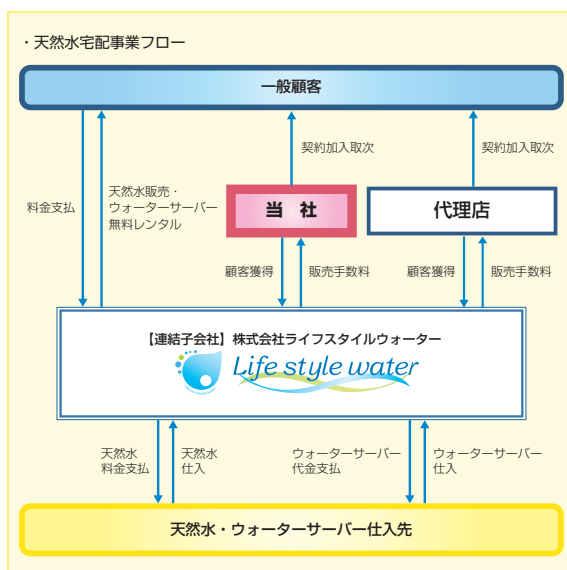 ・天然水宅配事業フロー
一般顧客
契約加入取次
契約加入取次
料金支払
天然水販売・
ウォーターサーバー
無料レンタル
当 社
代理店
顧客獲得
販売手数料
顧客獲得
販売手数料
【連結子会社】株式会社ライフスタイルウォーター
Life style water
天然水
料金支払
天然水
仕入
ウォーターサーバー
代金支払
ウォーターサーバー
仕入
天然水・ウォーターサーバー仕入先